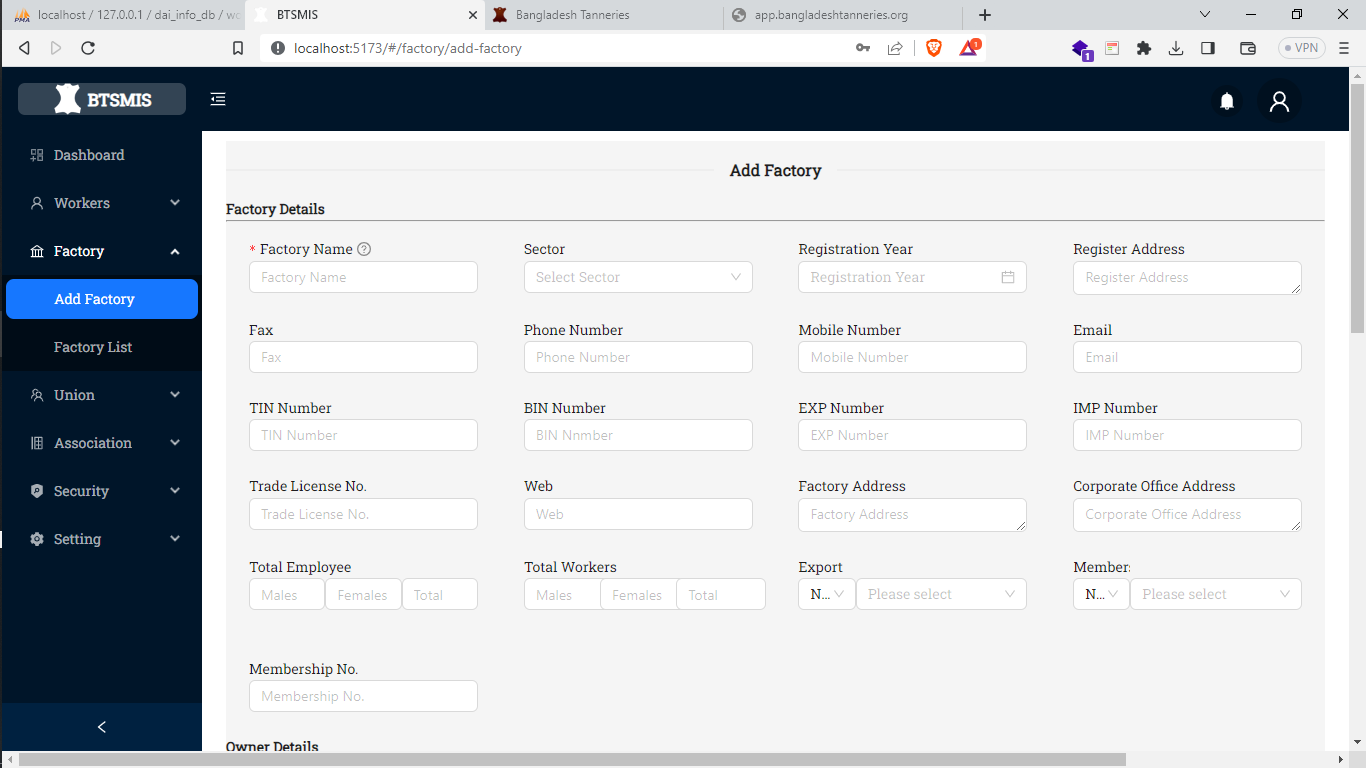 localhost / 127.0.0.1 / dai_info_db / wo
BTSMIS
Bangladesh Tanneries
app.bangladeshtanneries.org
localhost:5173/#/factory/add-factory
1
1
VPN
BTSMIS
Dashboard
Workers
Factory
Add Factory
Factory List
Union
Association
Security
Setting
Add Factory
Factory Details
* Factory Name Sector Registration Year Register Address
Factory Name Select Sector Registration Year Register Address
Fax Phone Number Mobile Number Email
Fax Phone Number Mobile Number Email
TIN Number BIN Number EXP Number IMP Number
TIN Number BIN Nnmber EXP Number IMP Number
Trade License No. Web Factory Address Corporate Office Address
Trade License No. Web Factory Address Corporate Office Address
Total Employee Total Workers Export Member
Males Females Total Males Females Total N... Please select N... Please select
Membership No.
Membership No.
Owner Details